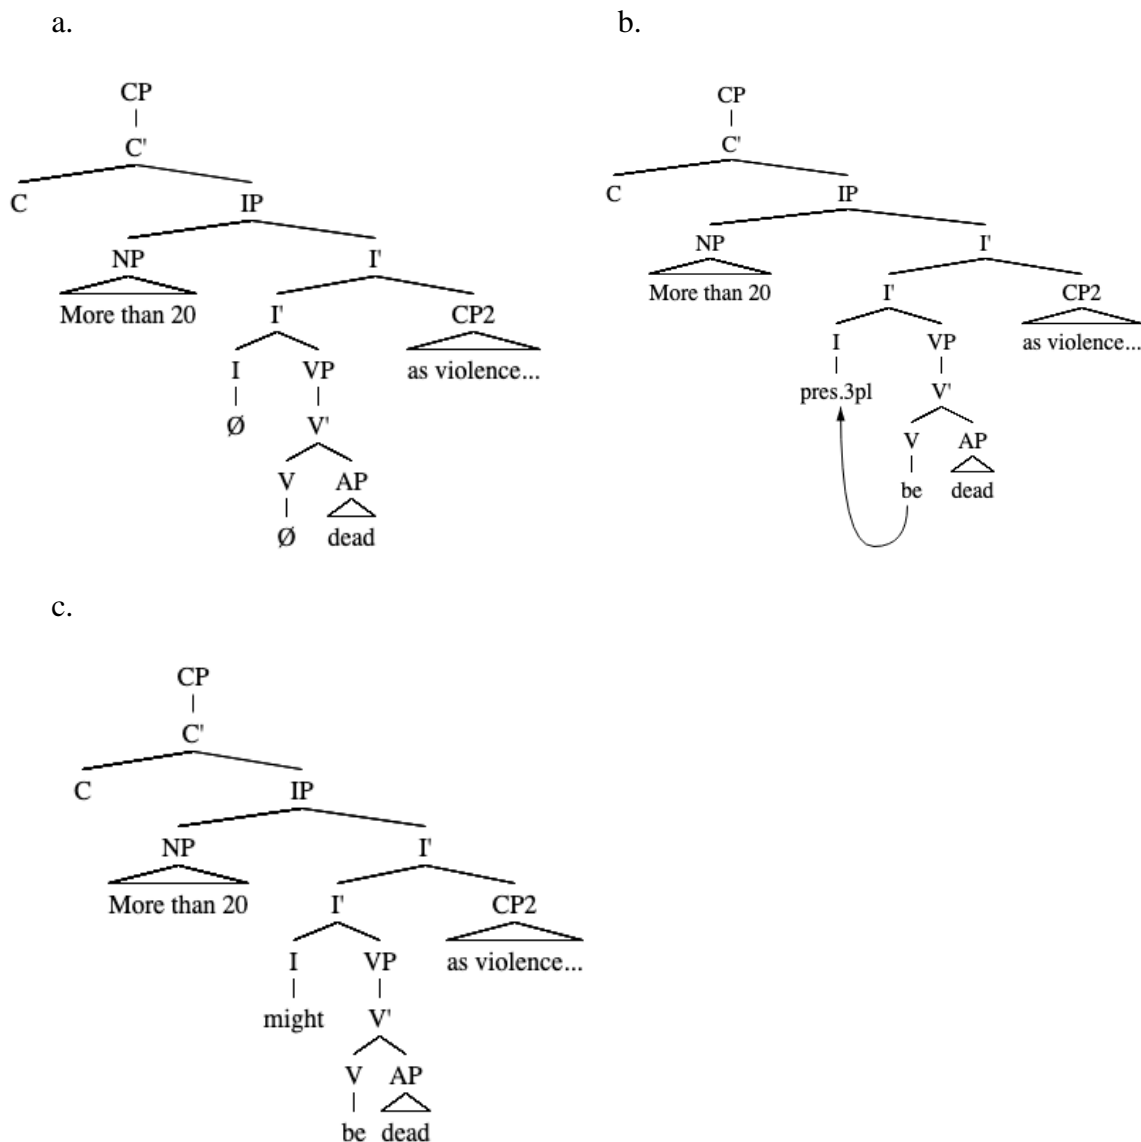 a.
b.
CP
C'
C IP
NP I'
More than 20 I' CP2
I VP as violence...
Ø V'
V AP
Ø dead
CP
C'
C IP
NP I'
More than 20 I' CP2
I VP as violence...
pres.3pl V'
V AP
be dead
c.
CP
C'
C IP
NP I'
More than 20 I' CP2
I VP as violence...
might V'
V AP
be dead